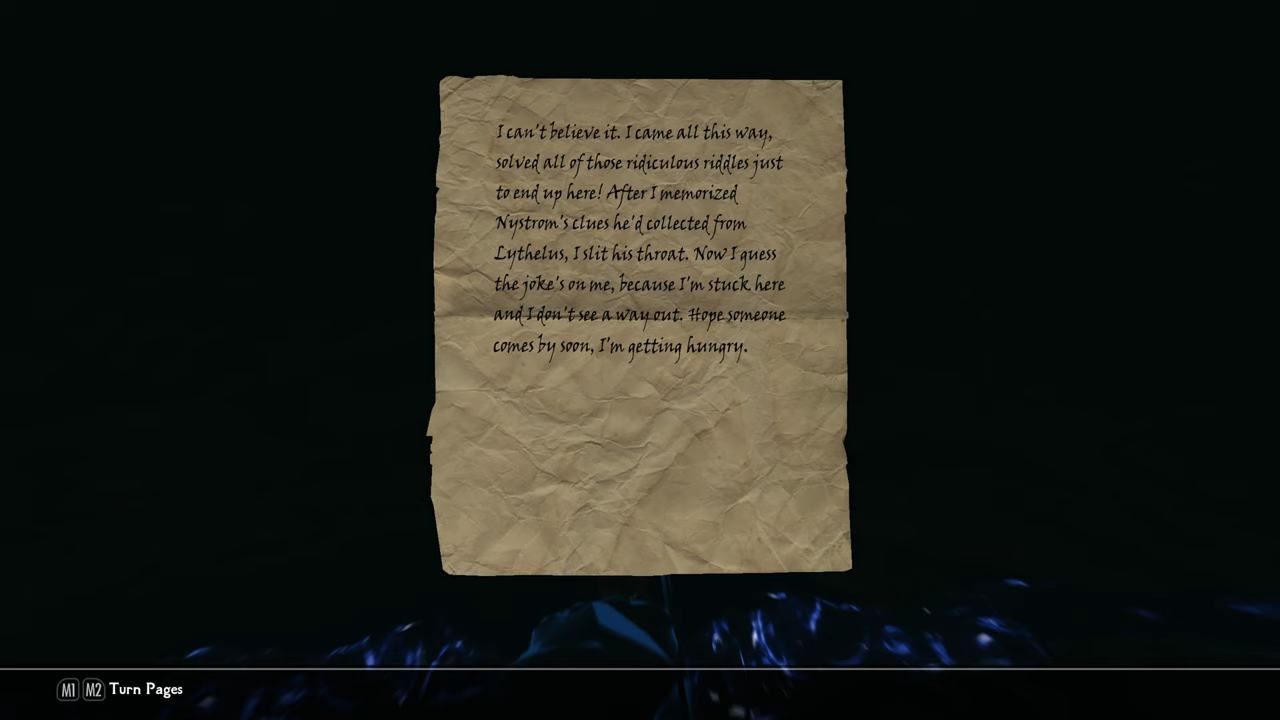 I can't believe it. I came all this way,
solved all of those ridiculous riddles just
to end up here! After I memorized
Nystrom's clues he'd collected from
Lythelus, I slit his throat. Now I guess
the joke's on me, because I'm stuck here
and I don't see a way out. Hope someone
comes by soon, I'm getting hungry.
M1 M2 Turn Pages